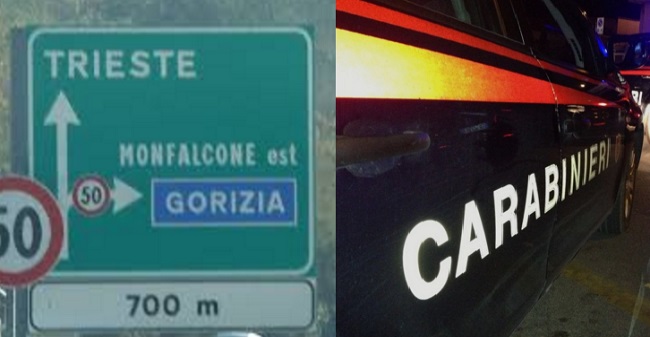 TRIESTE
MONFALCONE est
50
GORIZIA
50
700 m
CARABINIERI